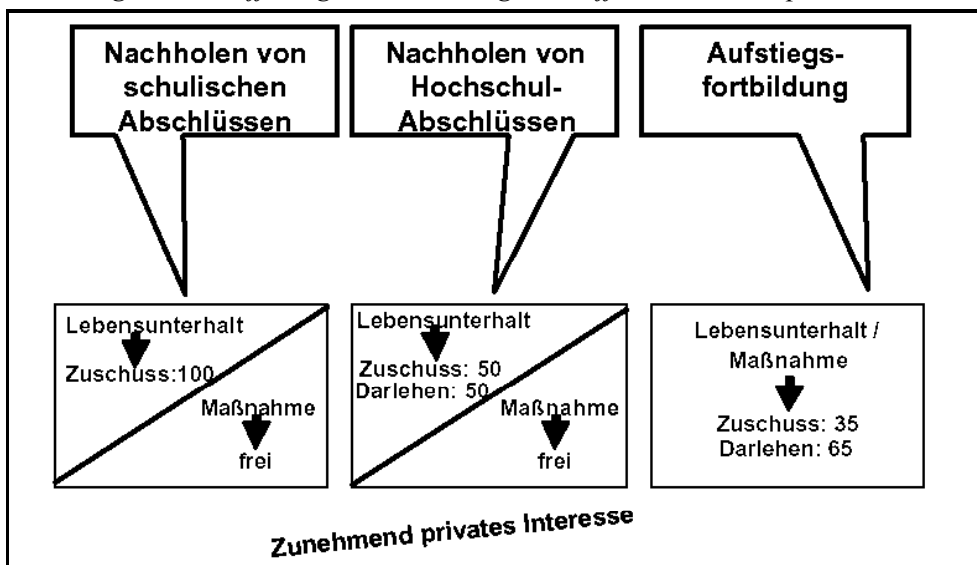 Nachholen von
schulischen
Abschlüssen
Nachholen von
Hochschul-
Abschlüssen
Aufstiegs-
fortbildung
Lebensunterhalt
Zuschuss:100
Maßnahme
frei
Lebensunterhalt
Zuschuss: 50
Darlehen: 50
Maßnahme
frei
Lebensunterhalt /
Maßnahme
Zuschuss: 35
Darlehen: 65
Zunehmend privates Interesse